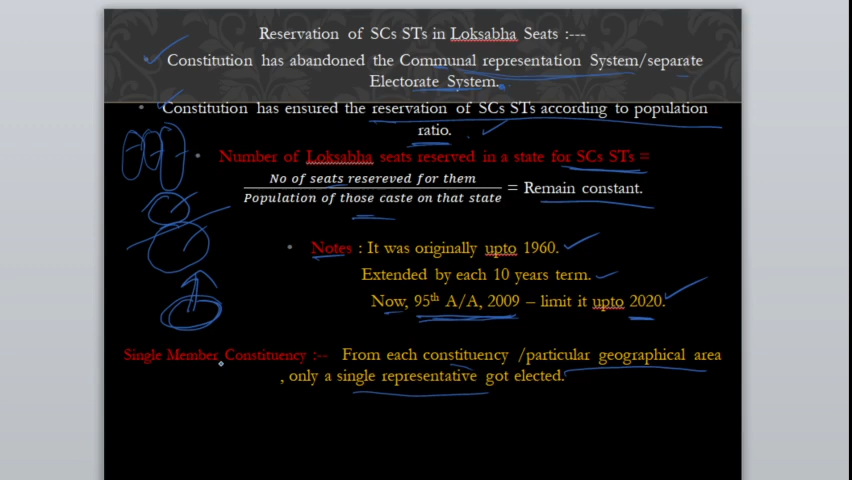 Reservation of SCs STs in Loksabha Seats :---
Constitution has abandoned the Communal representation System/separate
Electorate System.
• Constitution has ensured the reservation of SCs STs according to population
ratio.
• Number of Loksabha seats reserved in a state for SCs STs =
No of seats resereved for them
Population of those caste on that state
= Remain constant.
• Notes : It was originally upto 1960.
Extended by each 10 years term.
Now, 95th A/A, 2009 – limit it upto 2020.
Single Member Constituency :-- From each constituency /particular geographical area
, only a single representative got elected.